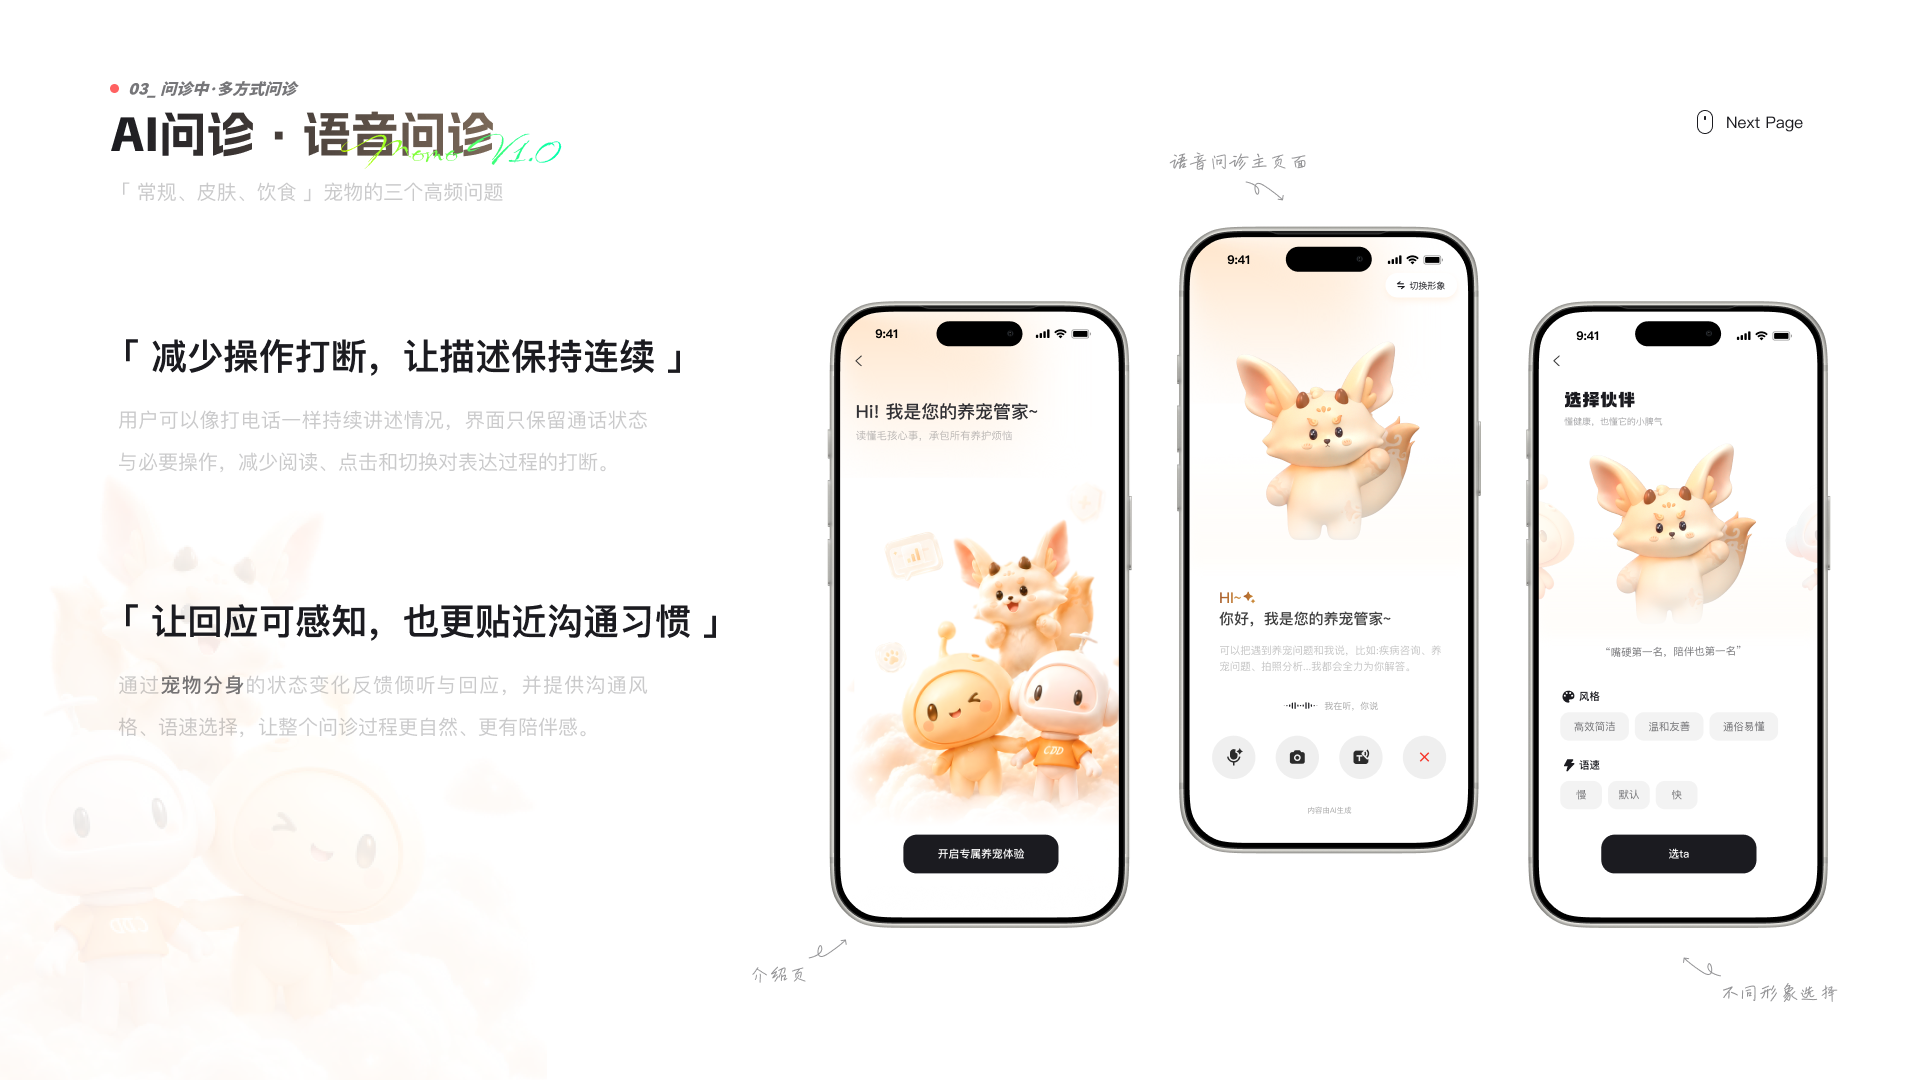 03_ 问诊中·多方式问诊
AI问诊 · 语音问诊
Momo V1.0
「 常规、皮肤、饮食 」宠物的三个高频问题
Next Page
「 减少操作打断，让描述保持连续 」
用户可以像打电话一样持续讲述情况，界面只保留通话状态
与必要操作，减少阅读、点击和切换对表达过程的打断。
「 让回应可感知，也更贴近沟通习惯 」
通过宠物分身的状态变化反馈倾听与回应，并提供沟通风
格、语速选择，让整个问诊过程更自然、更有陪伴感。
9:41
Hi! 我是您的养宠管家~
读懂毛孩心事，承包所有养护烦恼
CDD
开启专属养宠体验
介绍页
语音问诊主页面
9:41
切换形象
HI~
你好，我是您的养宠管家~
可以把遇到养宠问题和我说，比如:疾病咨询、养
宠问题、拍照分析...我都会全力为你解答。
我在听，你说
内容由AI生成
9:41
选择伙伴
懂健康，也懂它的小脾气
“嘴硬第一名，陪伴也第一名”
风格
高效简洁 温和友善 通俗易懂
语速
慢 默认 快
选ta
不同形象选择